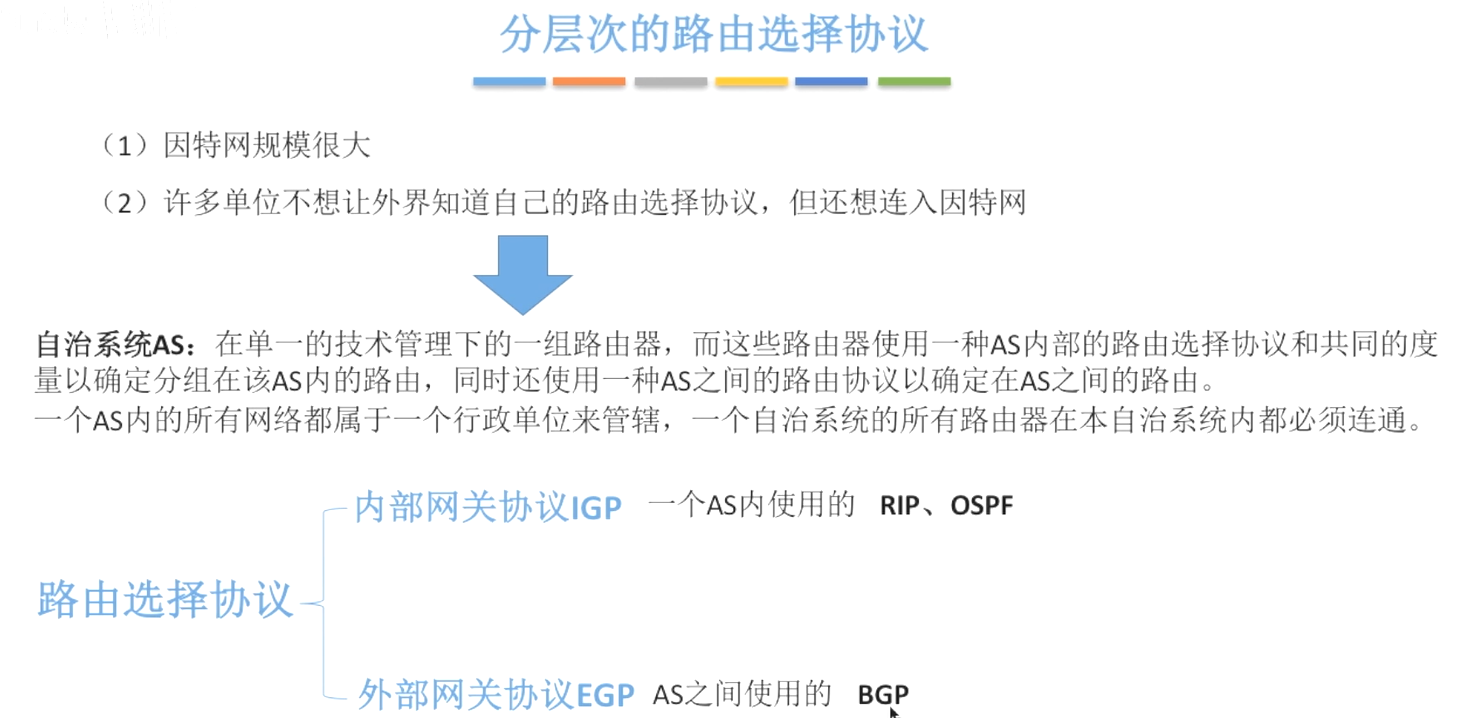 分层次的路由选择协议
（1）因特网规模很大
（2）许多单位不想让外界知道自己的路由选择协议，但还想连入因特网
自治系统AS：在单一的技术管理下的一组路由器，而这些路由器使用一种AS内部的路由选择协议和共同的度
量以确定分组在该AS内的路由，同时还使用一种AS之间的路由协议以确定在AS之间的路由。
一个AS内的所有网络都属于一个行政单位来管辖，一个自治系统的所有路由器在本自治系统内都必须连通。
内部网关协议IGP 一个AS内使用的 RIP、OSPF
路由选择协议
外部网关协议EGP AS之间使用的 BGP